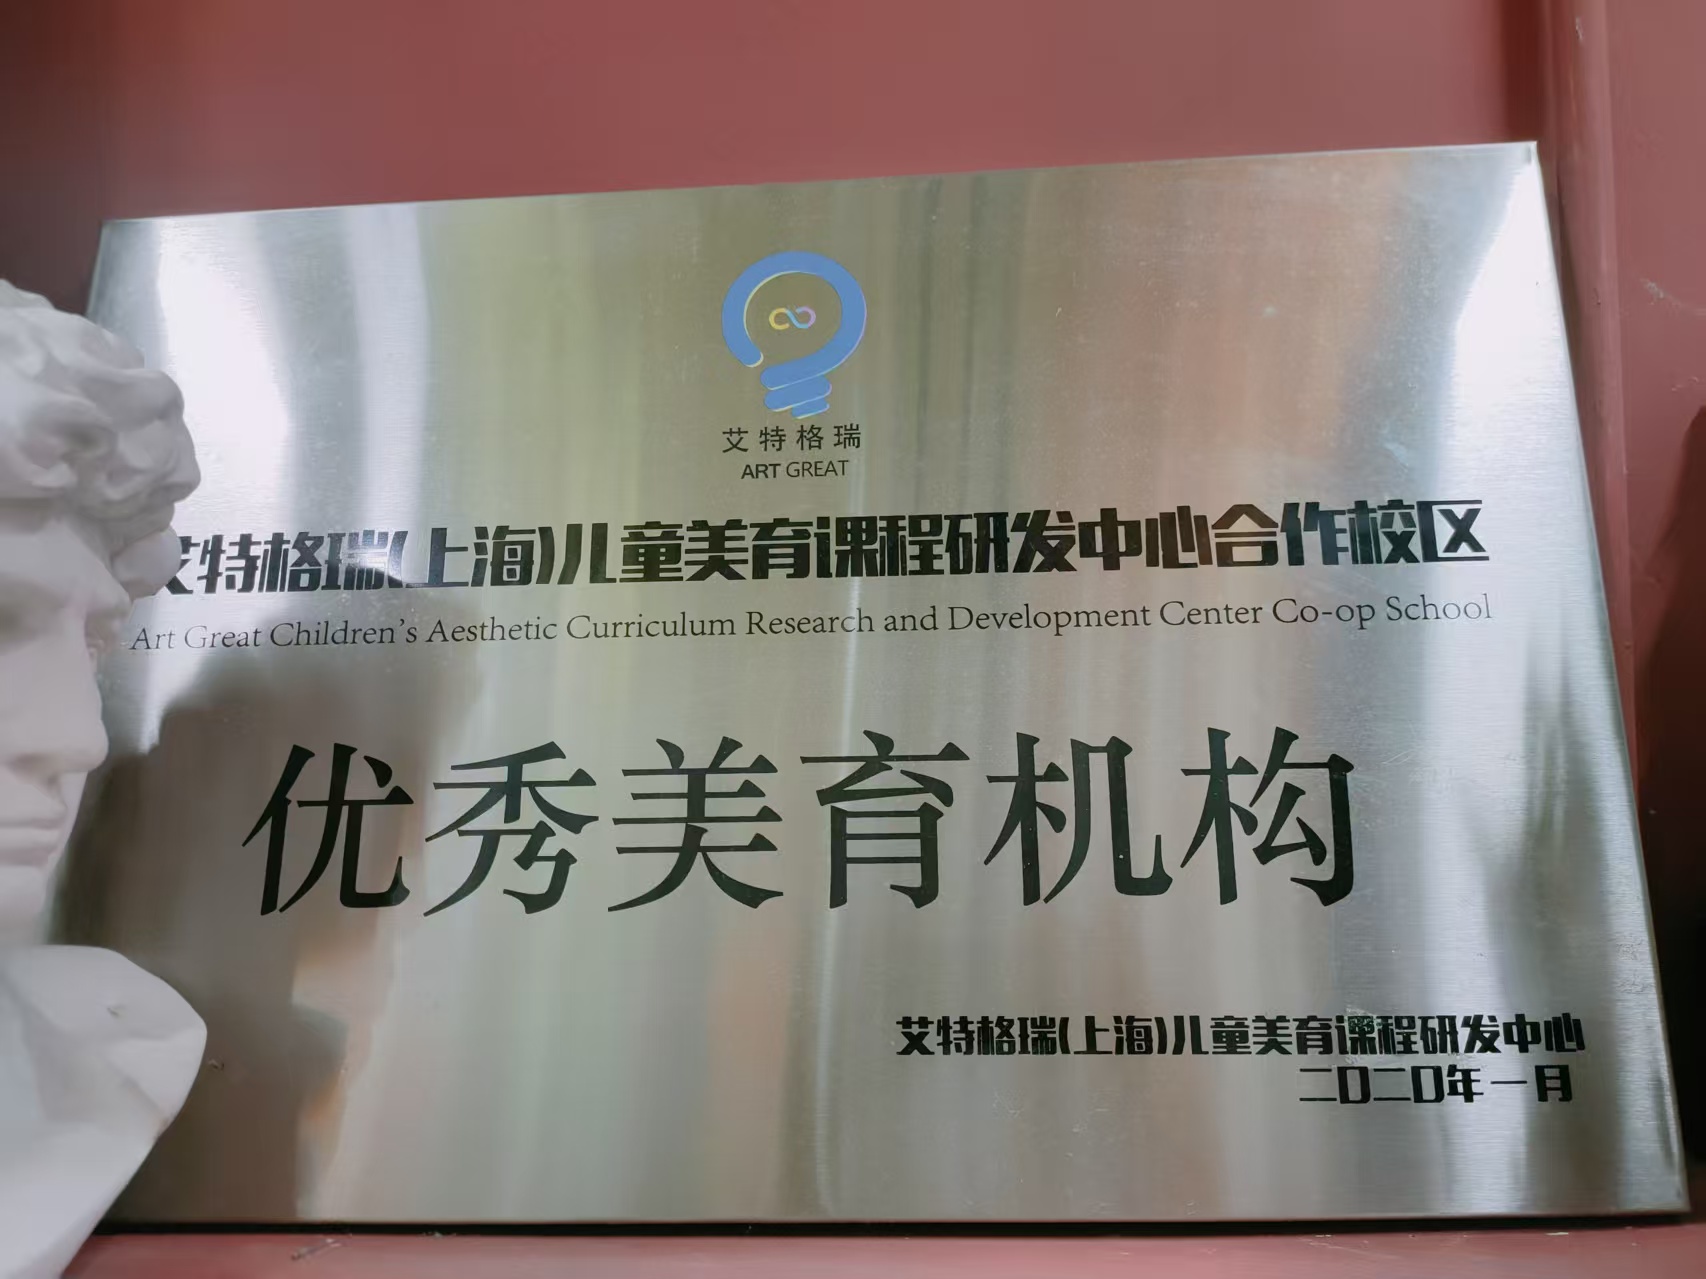 艾特格瑞
ART GREAT
艾特格瑞(上海)儿童美育课程研发中心合作校区
Art Great Children's Aesthetic Curriculum Research and Development Center Co-op School
优秀美育机构
艾特格瑞(上海)儿童美育课程研发中心
二〇二〇年一月